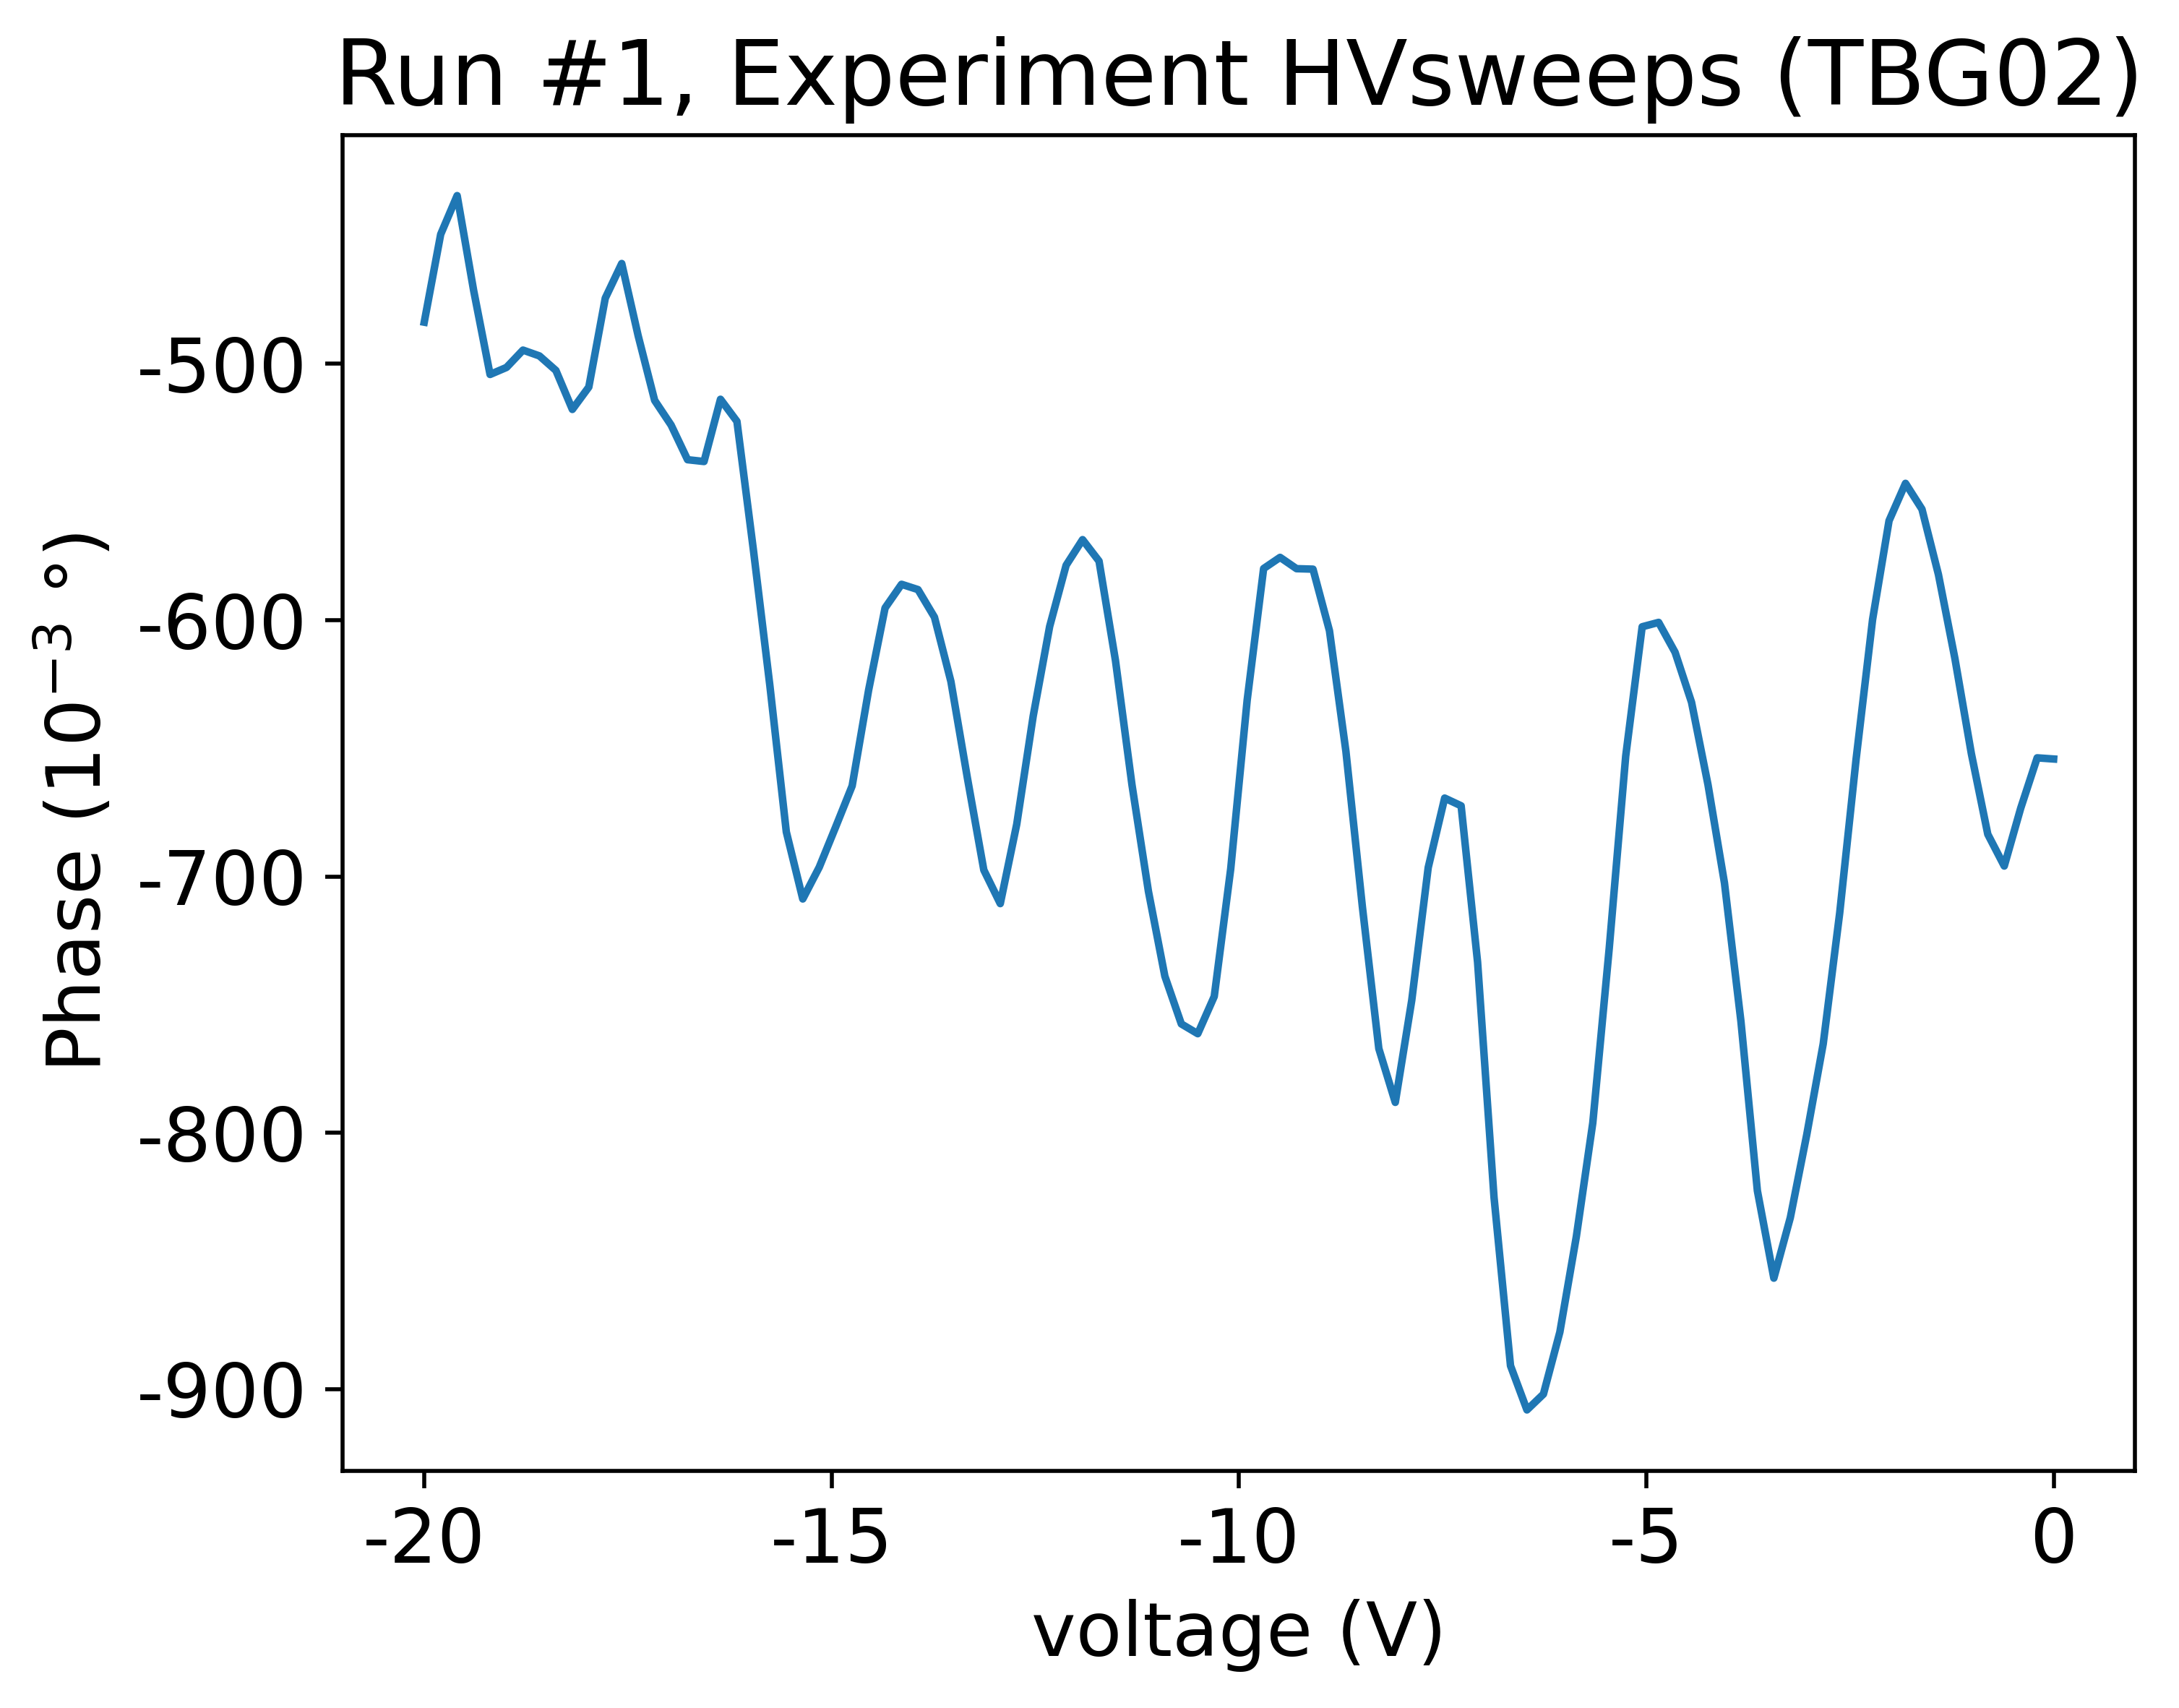 Run #1, Experiment HVsweeps (TBG02)
Phase (10⁻³ °)
-500
-600
-700
-800
-900
-20 -15 -10 -5 0
voltage (V)